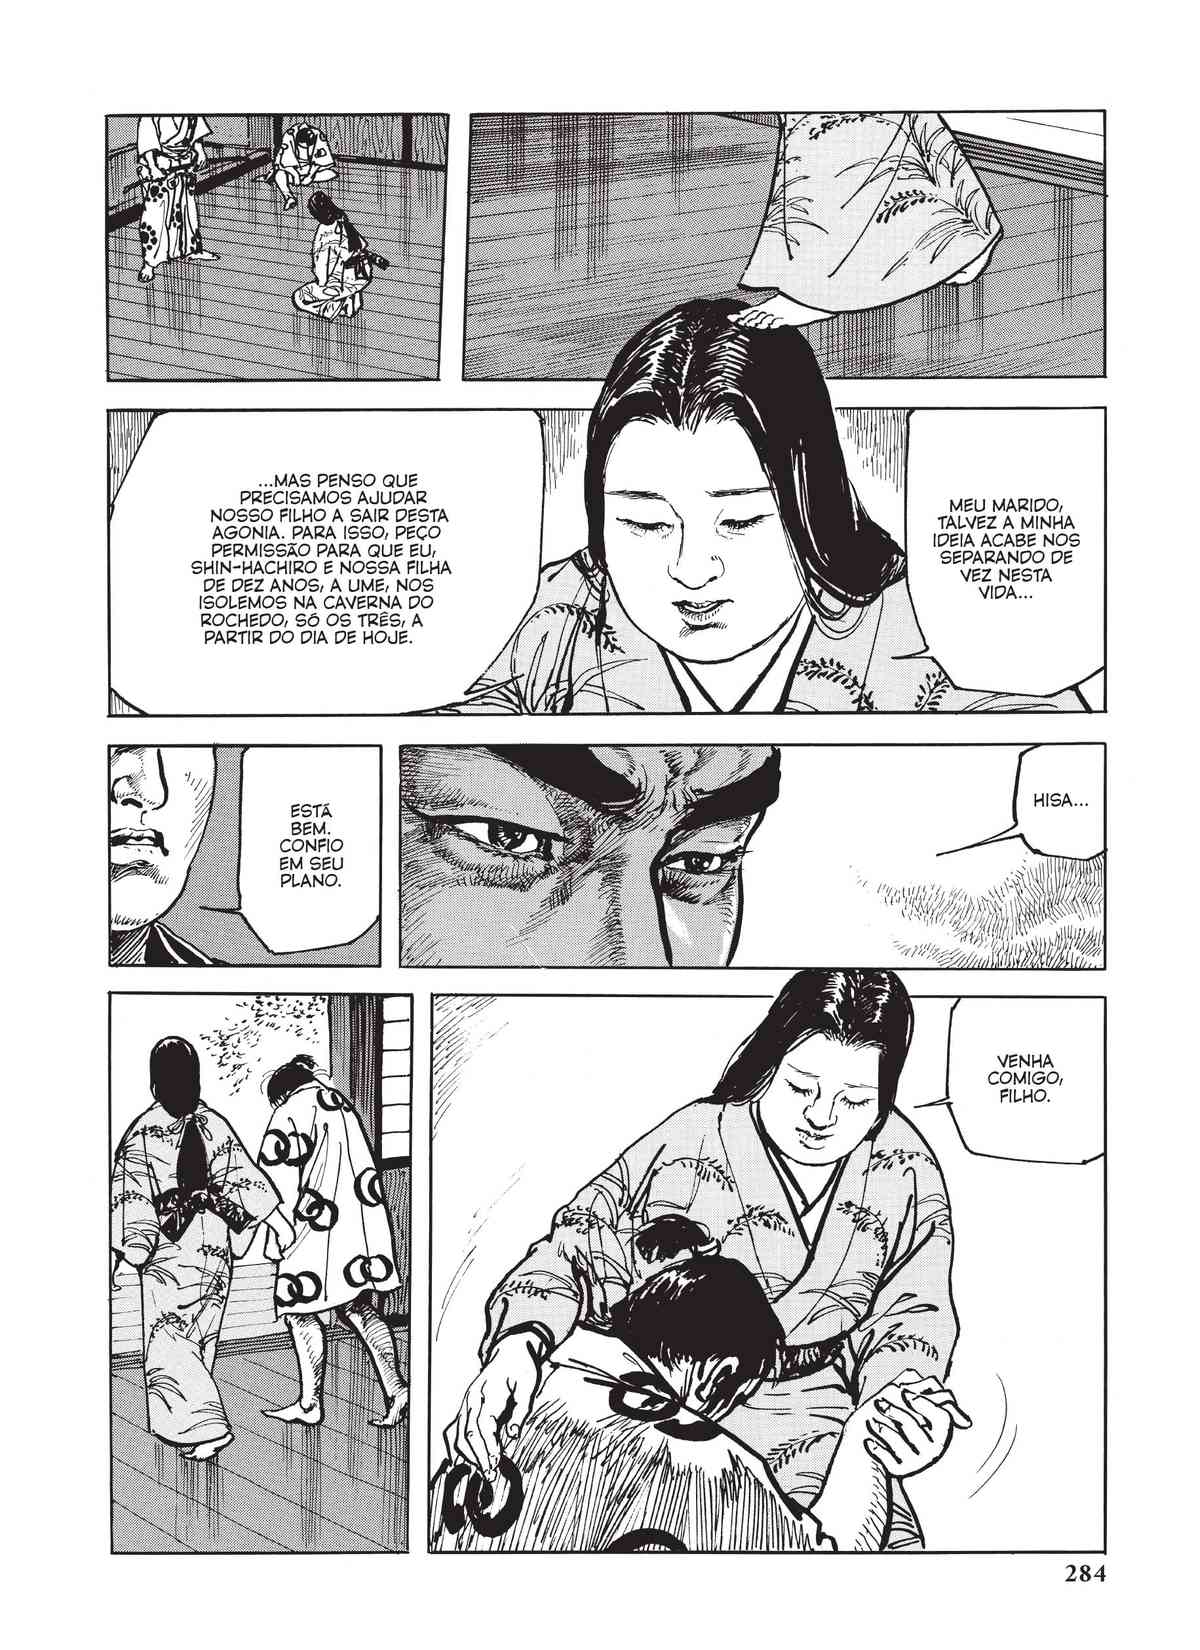 MEU MARIDO,
TALVEZ A MINHA
IDEIA ACABE NOS
SEPARANDO DE
VEZ NESTA
VIDA...
...MAS PENSO QUE
PRECISAMOS AJUDAR
NOSSO FILHO A SAIR DESTA
AGONIA. PARA ISSO, PEÇO
PERMISSÃO PARA QUE EU,
SHIN-HACHIRO E NOSSA FILHA
DE DEZ ANOS, A UME, NOS
ISOLEMOS NA CAVERNA DO
ROCHEDO, SÓ OS TRÊS, A
PARTIR DO DIA DE HOJE.
HISA...
ESTÁ
BEM.
CONFIO
EM SEU
PLANO.
VENHA
COMIGO,
FILHO.
284